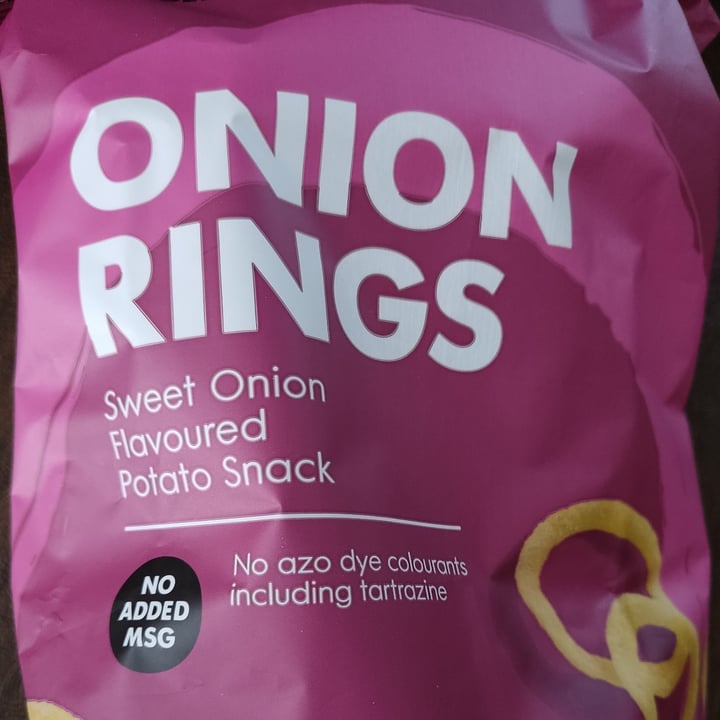 ONION
RINGS
Sweet Onion
Flavoured
Potato Snack
No azo dye colourants
including tartrazine
NO
ADDED
MSG